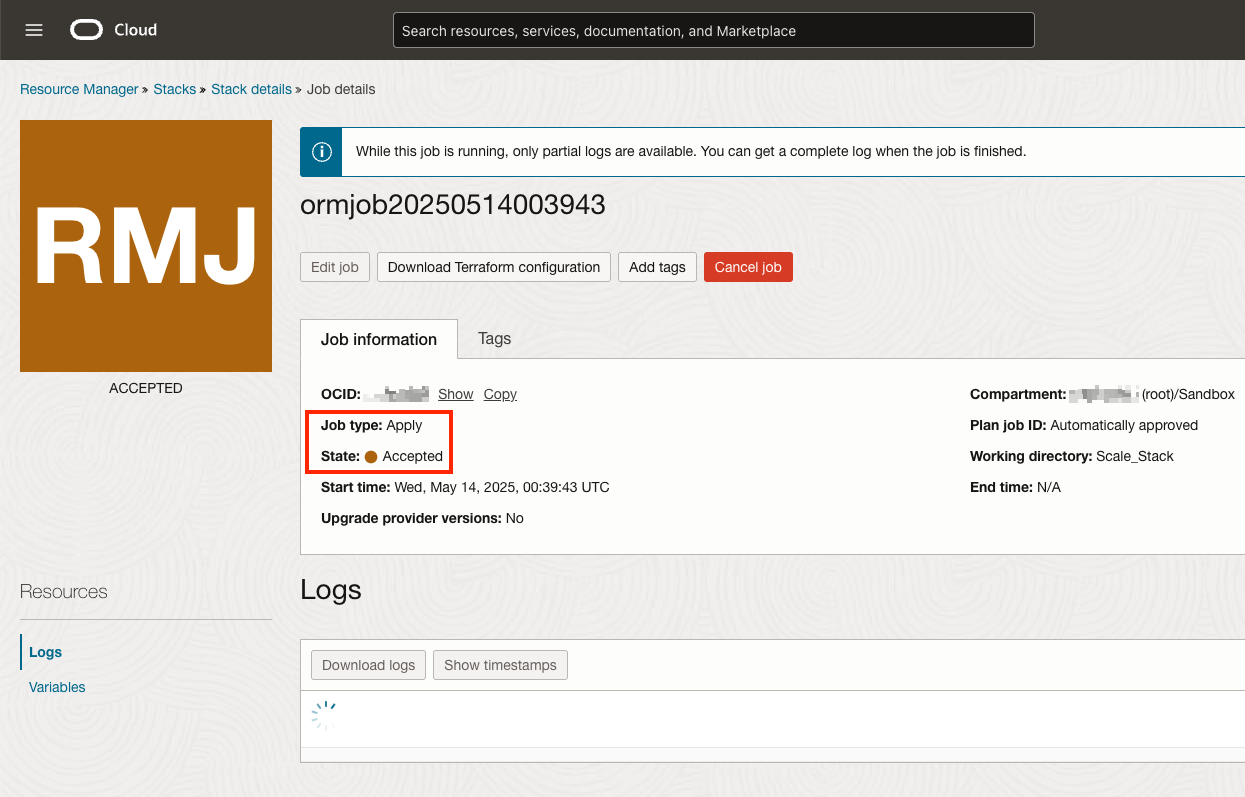 Cloud
Search resources, services, documentation, and Marketplace
Resource Manager » Stacks » Stack details » Job details
RMJ
ACCEPTED
While this job is running, only partial logs are available. You can get a complete log when the job is finished.
ormjob20250514003943
Edit job Download Terraform configuration Add tags Cancel job
Job information Tags
OCID: Show Copy
Job type: Apply
State: Accepted
Start time: Wed, May 14, 2025, 00:39:43 UTC
Upgrade provider versions: No
Compartment: (root)/Sandbox
Plan job ID: Automatically approved
Working directory: Scale_Stack
End time: N/A
Resources
Logs
Variables
Logs
Download logs Show timestamps